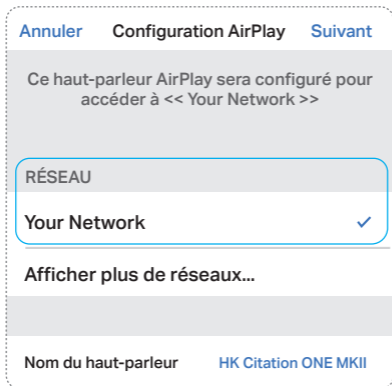 Annuler Configuration AirPlay Suivant
Ce haut-parleur AirPlay sera configuré pour
accéder à << Your Network >>
RÉSEAU
Your Network
Afficher plus de réseaux...
Nom du haut-parleur HK Citation ONE MKII